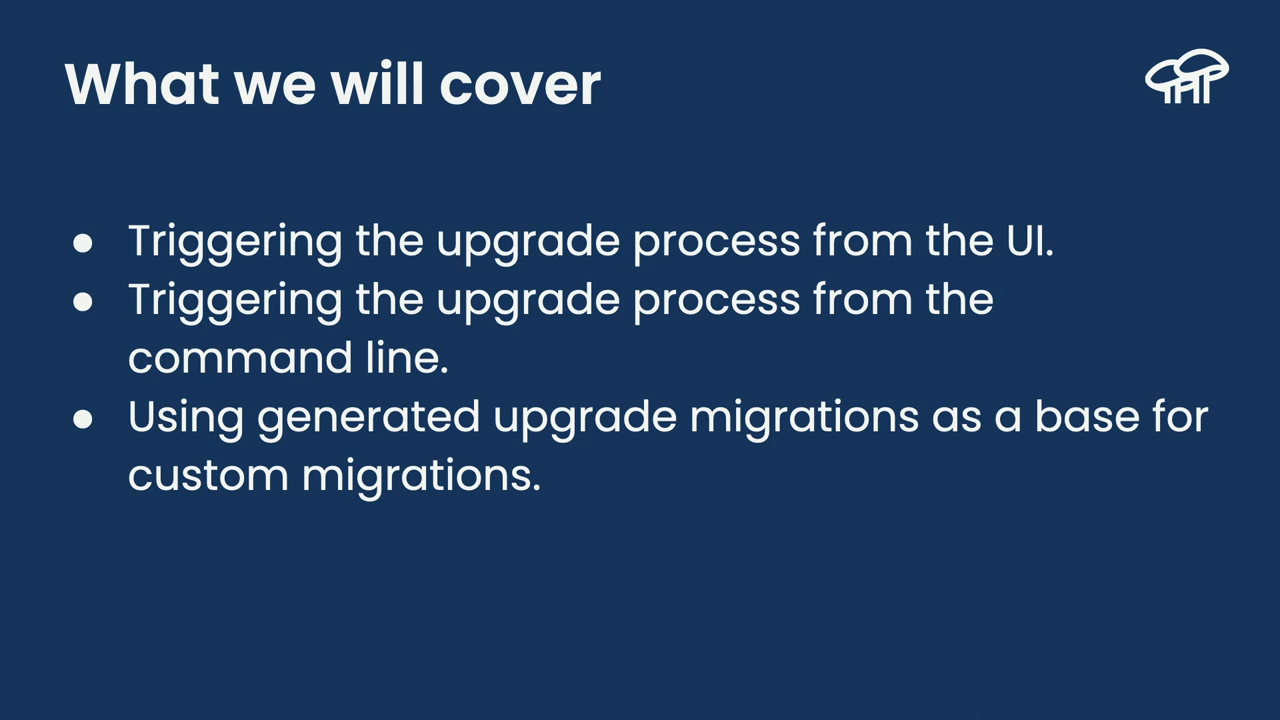 What we will cover
● Triggering the upgrade process from the UI.
● Triggering the upgrade process from the
command line.
● Using generated upgrade migrations as a base for
custom migrations.